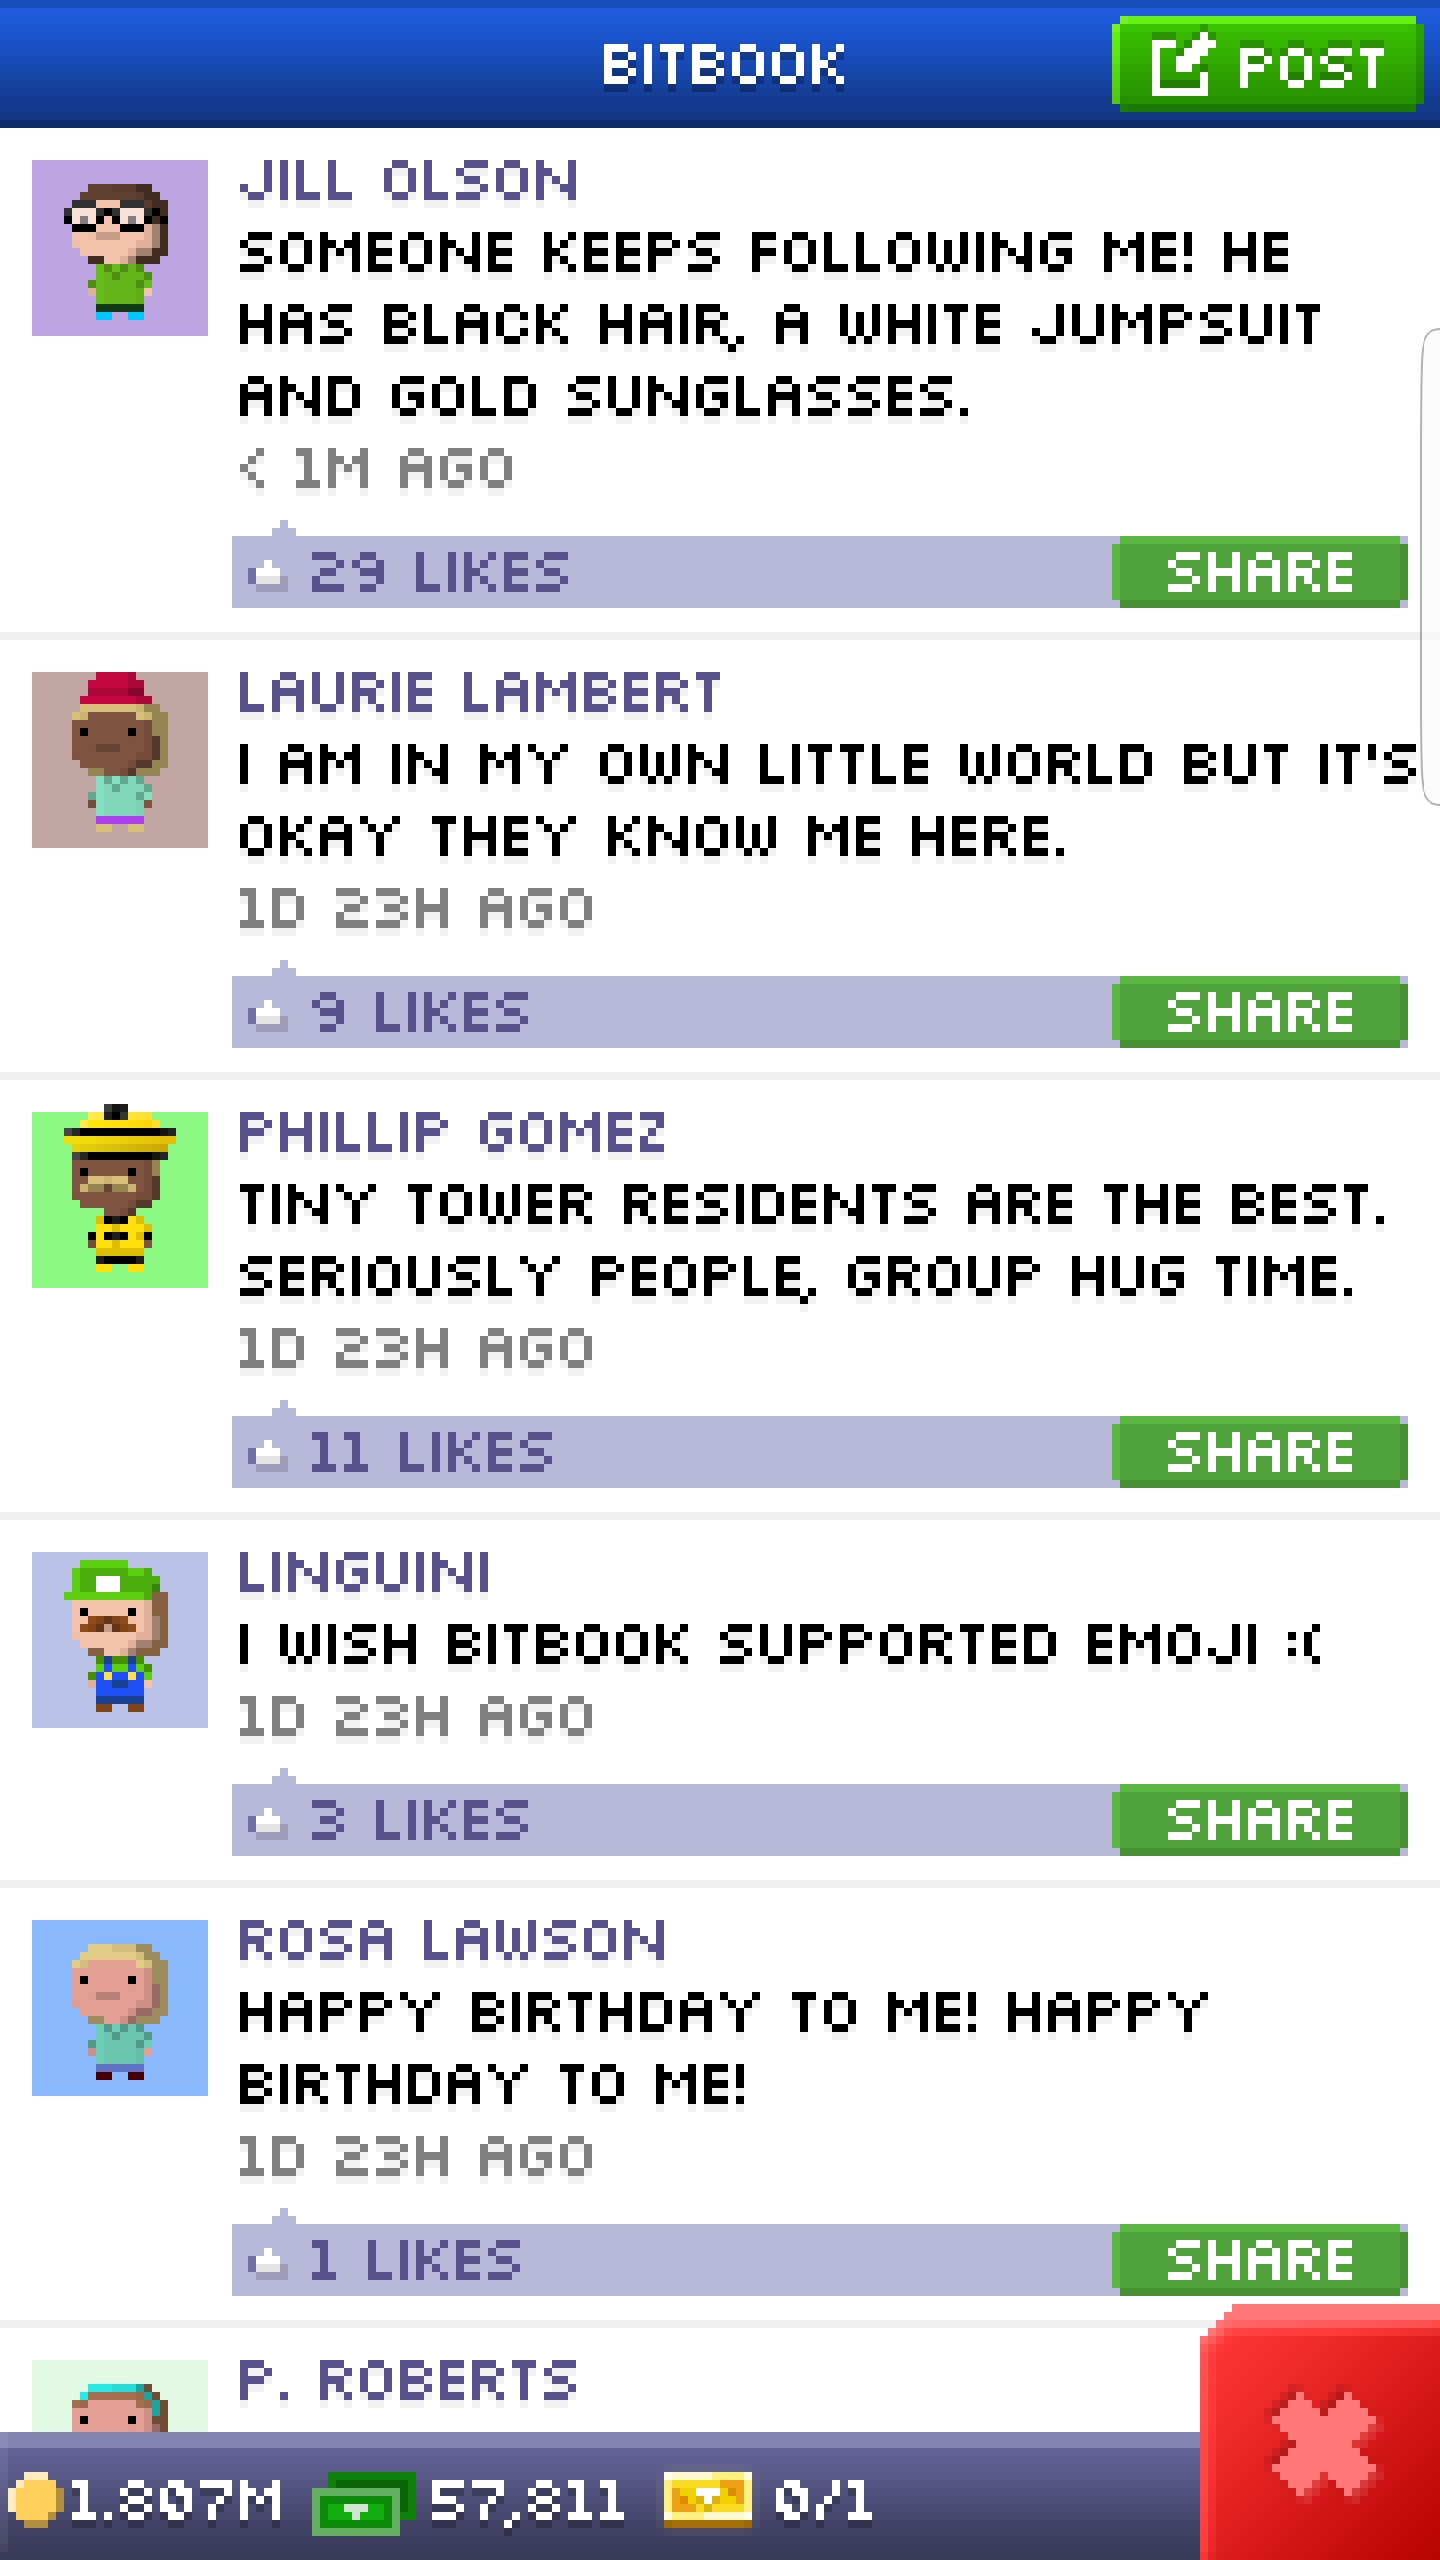 BITBOOK
POST
JILL OLSON
SOMEONE KEEPS FOLLOWING ME! HE
HAS BLACK HAIR, A WHITE JUMPSUIT
AND GOLD SUNGLASSES.
< 1M AGO
29 LIKES
SHARE
LAURIE LAMBERT
I AM IN MY OWN LITTLE WORLD BUT IT'S
OKAY THEY KNOW ME HERE.
1D 23H AGO
9 LIKES
SHARE
PHILLIP GOMEZ
TINY TOWER RESIDENTS ARE THE BEST.
SERIOUSLY PEOPLE, GROUP HUG TIME.
1D 23H AGO
11 LIKES
SHARE
LINGUINI
I WISH BITBOOK SUPPORTED EMOJI :(
1D 23H AGO
3 LIKES
SHARE
ROSA LAWSON
HAPPY BIRTHDAY TO ME! HAPPY
BIRTHDAY TO ME!
1D 23H AGO
1 LIKES
SHARE
P. ROBERTS
1.807M
57,811
0/1